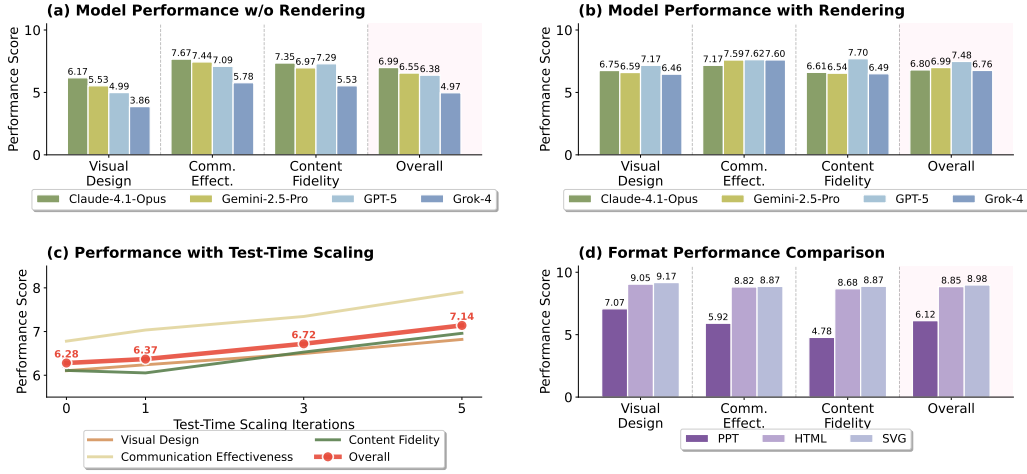 (a) Model Performance w/o Rendering
Performance Score
10
5
0
6.17 5.53 4.99 3.86
7.67 7.44 7.09 5.78
7.35 6.97 7.29 5.53
6.99 6.55 6.38 4.97
Visual Design
Comm. Effect.
Content Fidelity
Overall
Claude-4.1-Opus Gemini-2.5-Pro GPT-5 Grok-4
(b) Model Performance with Rendering
Performance Score
10
5
0
6.75 6.59 7.17 6.46
7.17 7.59 7.62 7.60
6.61 6.54 7.70 6.49
6.80 6.99 7.48 6.76
Visual Design
Comm. Effect.
Content Fidelity
Overall
Claude-4.1-Opus Gemini-2.5-Pro GPT-5 Grok-4
(c) Performance with Test-Time Scaling
Performance Score
8
7
6
6.28 6.37 6.72 7.14
0 1 3 5
Test-Time Scaling Iterations
Visual Design Content Fidelity
Communication Effectiveness Overall
(d) Format Performance Comparison
Performance Score
10
5
0
7.07 9.05 9.17
5.92 8.82 8.87
4.78 8.68 8.87
6.12 8.85 8.98
Visual Design
Comm. Effect.
Content Fidelity
Overall
PPT HTML SVG